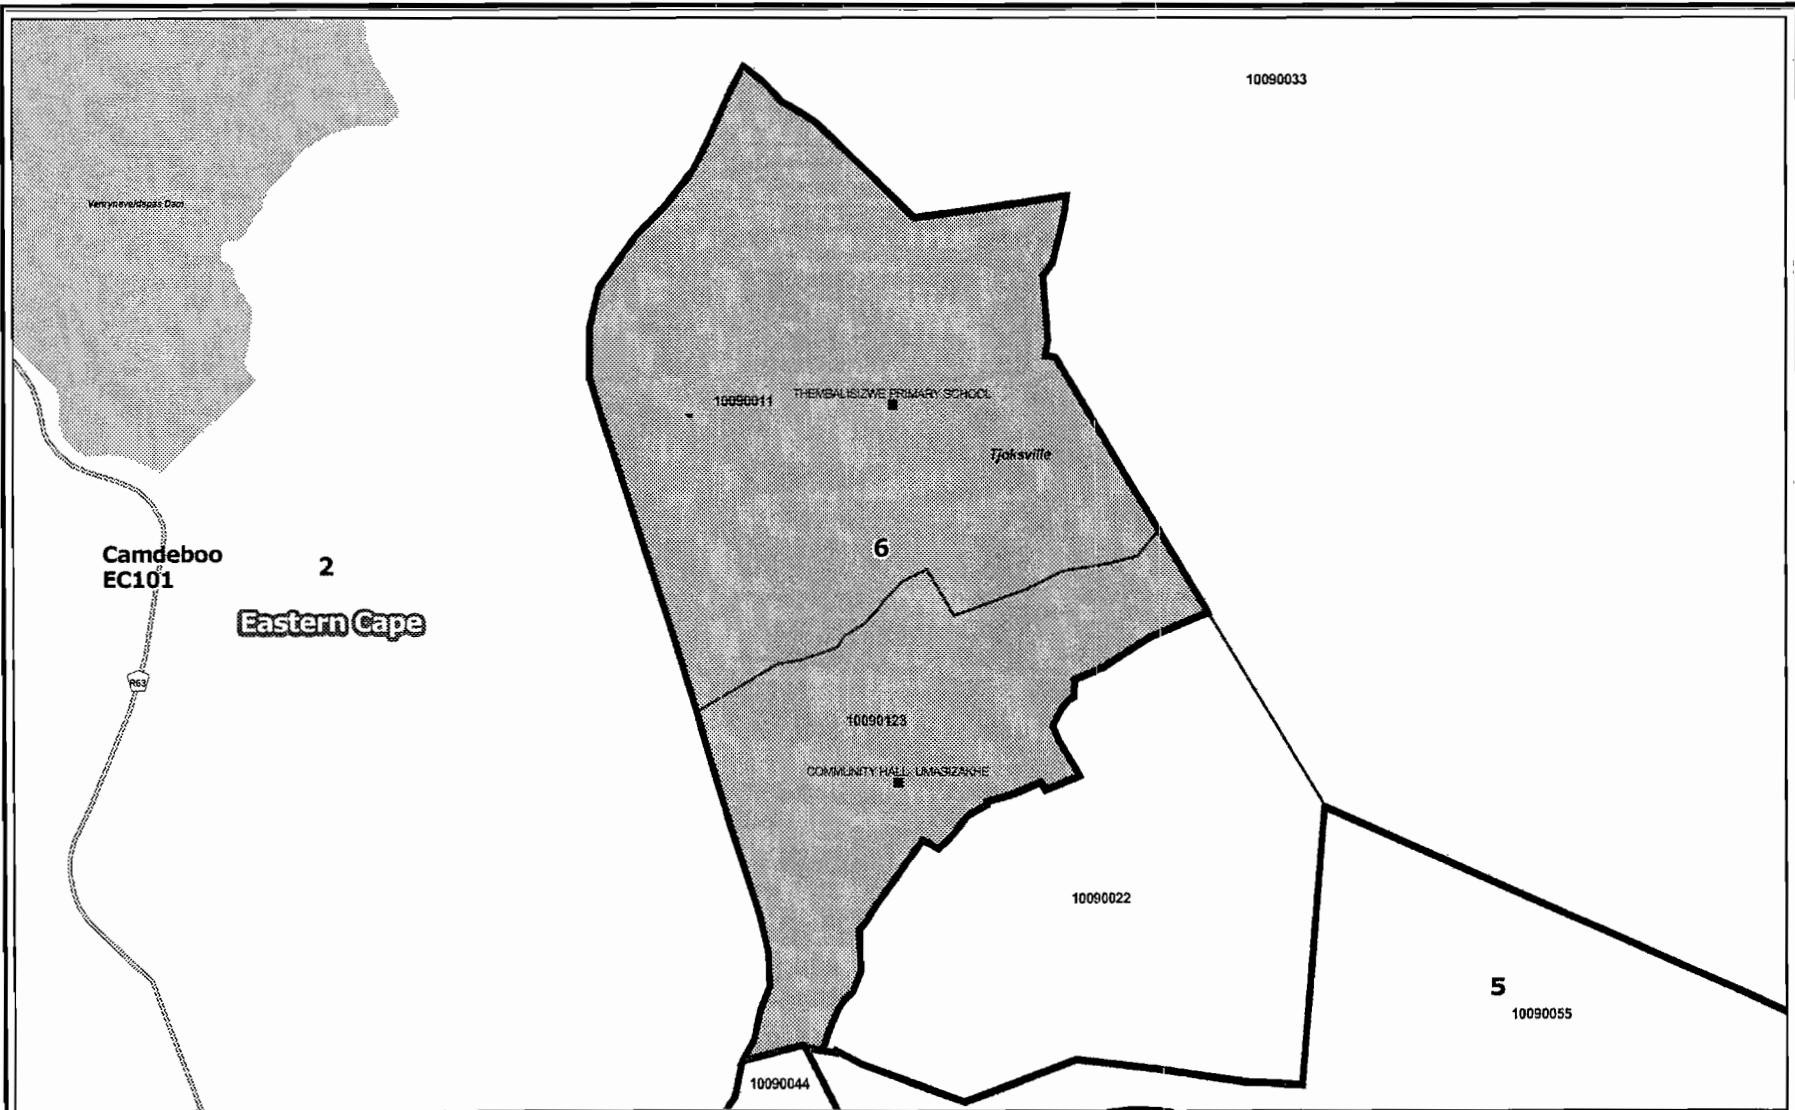 10090033
Dam
THEMBALISIZWE PRIMARY SCHOOL
10090011
Tjoksville
6
Camdeboo
EC101
2
Eastern Cape
R63
10090123
COMMUNITY HALL, UMASIZAKHE
10090022
5
10090055
10090044